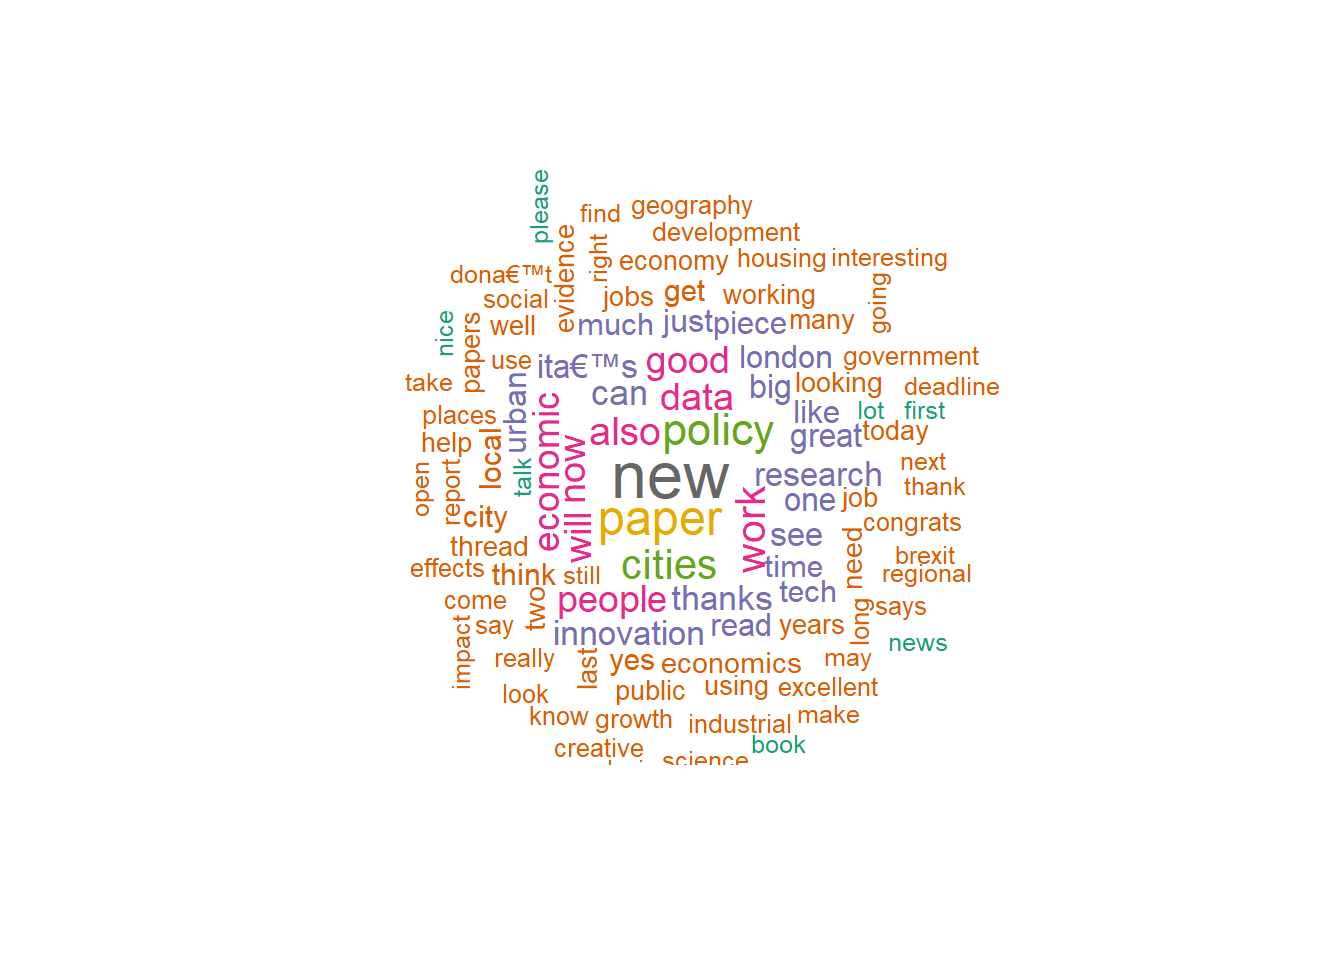 please
find
geography
development
evidence
right
economy
housing
interesting
donâ€™t
social
jobs
get
working
going
nice
papers
well
much
just
piece
many
use
itâ€™s
good
london
government
take
urban
can
data
big
looking
deadline
places
economic
also
policy
like
lot
first
help
local
now
great
today
open
report
talk
new
research
next
thank
city
will
paper
work
one
job
congrats
thread
see
need
brexit
effects
think
still
cities
time
regional
come
two
people
thanks
tech
long
says
impact
say
innovation
read
years
news
really
last
yes
economics
may
look
public
using
excellent
know
growth
industrial
make
creative
book
science